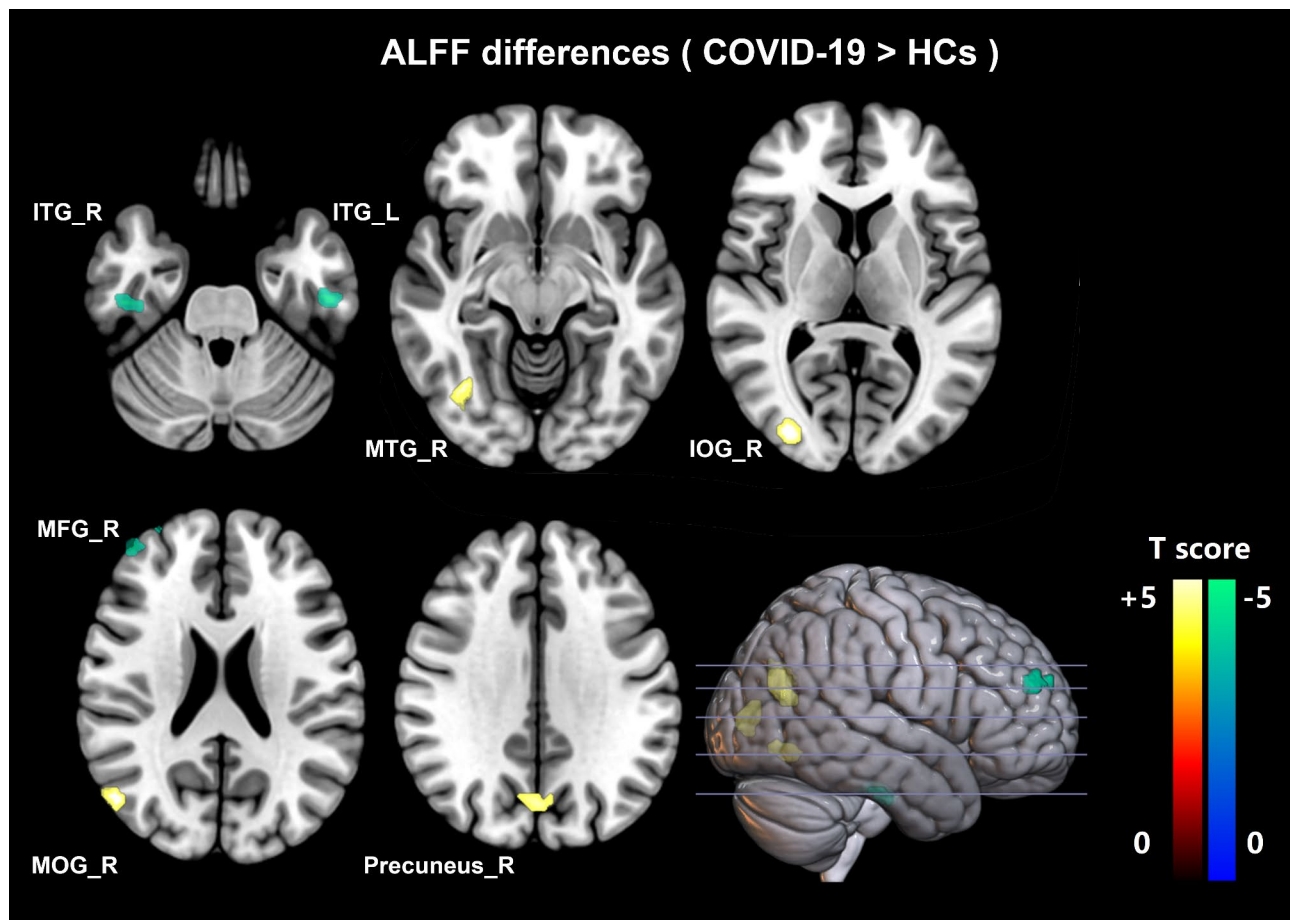 ALFF differences ( COVID-19 > HCs )
ITG_R
ITG_L
MTG_R
IOG_R
MFG_R
MOG_R
Precuneus_R
T score
+5
-5
0
0